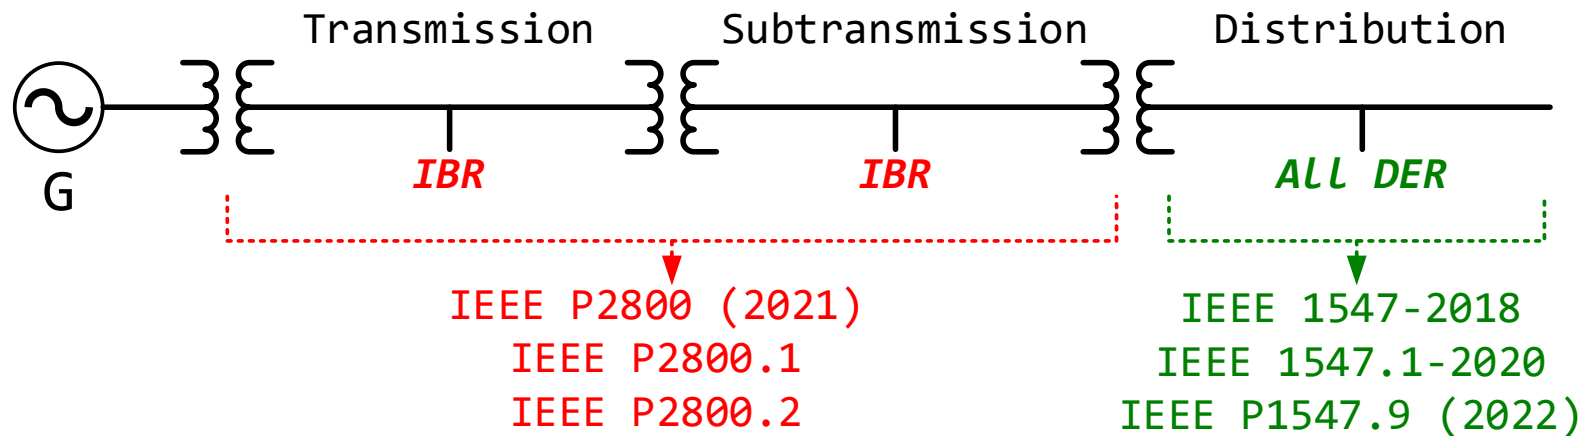 Transmission
Subtransmission
Distribution
G
IBR
IBR
All DER
IEEE P2800 (2021)
IEEE P2800.1
IEEE P2800.2
IEEE 1547-2018
IEEE 1547.1-2020
IEEE P1547.9 (2022)